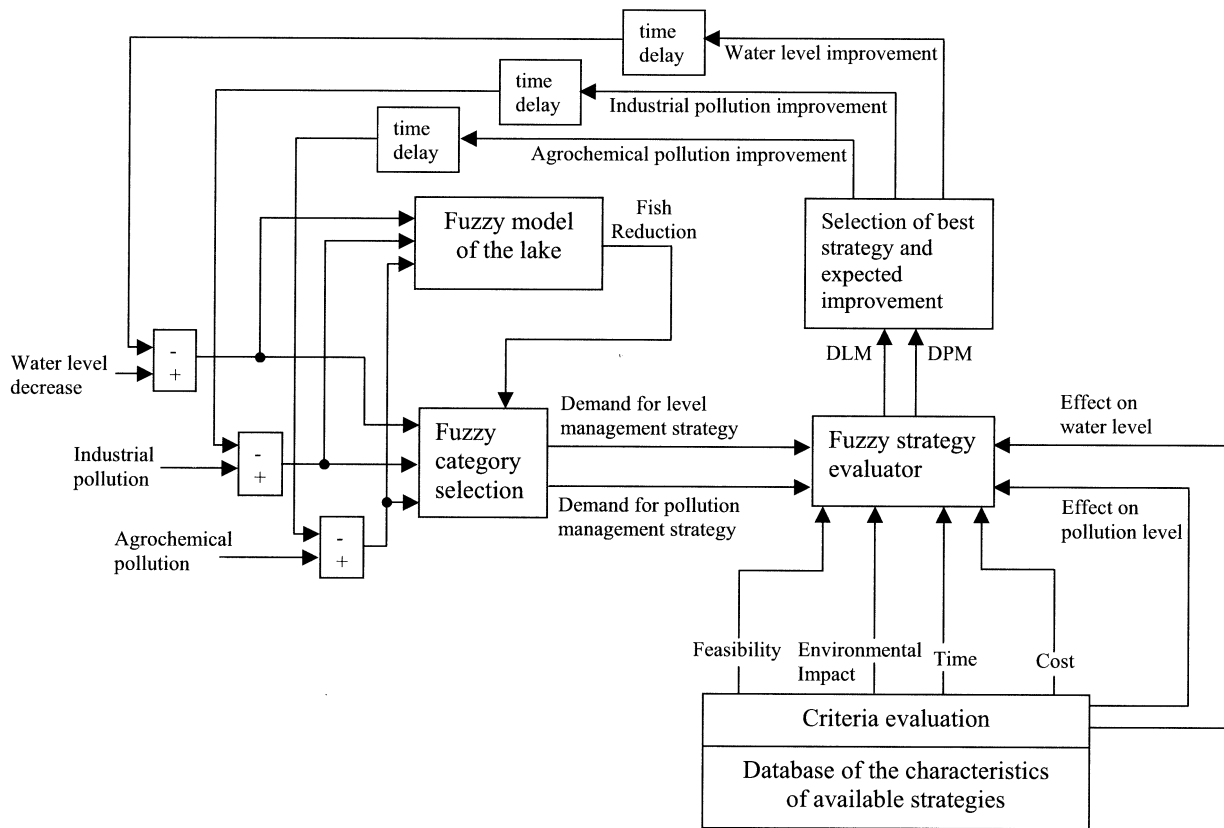 time
delay
Water level improvement
time
delay
Industrial pollution improvement
time
delay
Agrochemical pollution improvement
Fuzzy model
of the lake
Fish
Reduction
Selection of best
strategy and
expected
improvement
Water level
decrease
-
+
DLM
DPM
Industrial
pollution
-
+
Fuzzy
category
selection
Demand for level
management strategy
Demand for pollution
management strategy
Fuzzy strategy
evaluator
Effect on
water level
Effect on
pollution level
Agrochemical
pollution
-
+
Feasibility
Environmental
Impact
Time
Cost
Criteria evaluation
Database of the characteristics
of available strategies